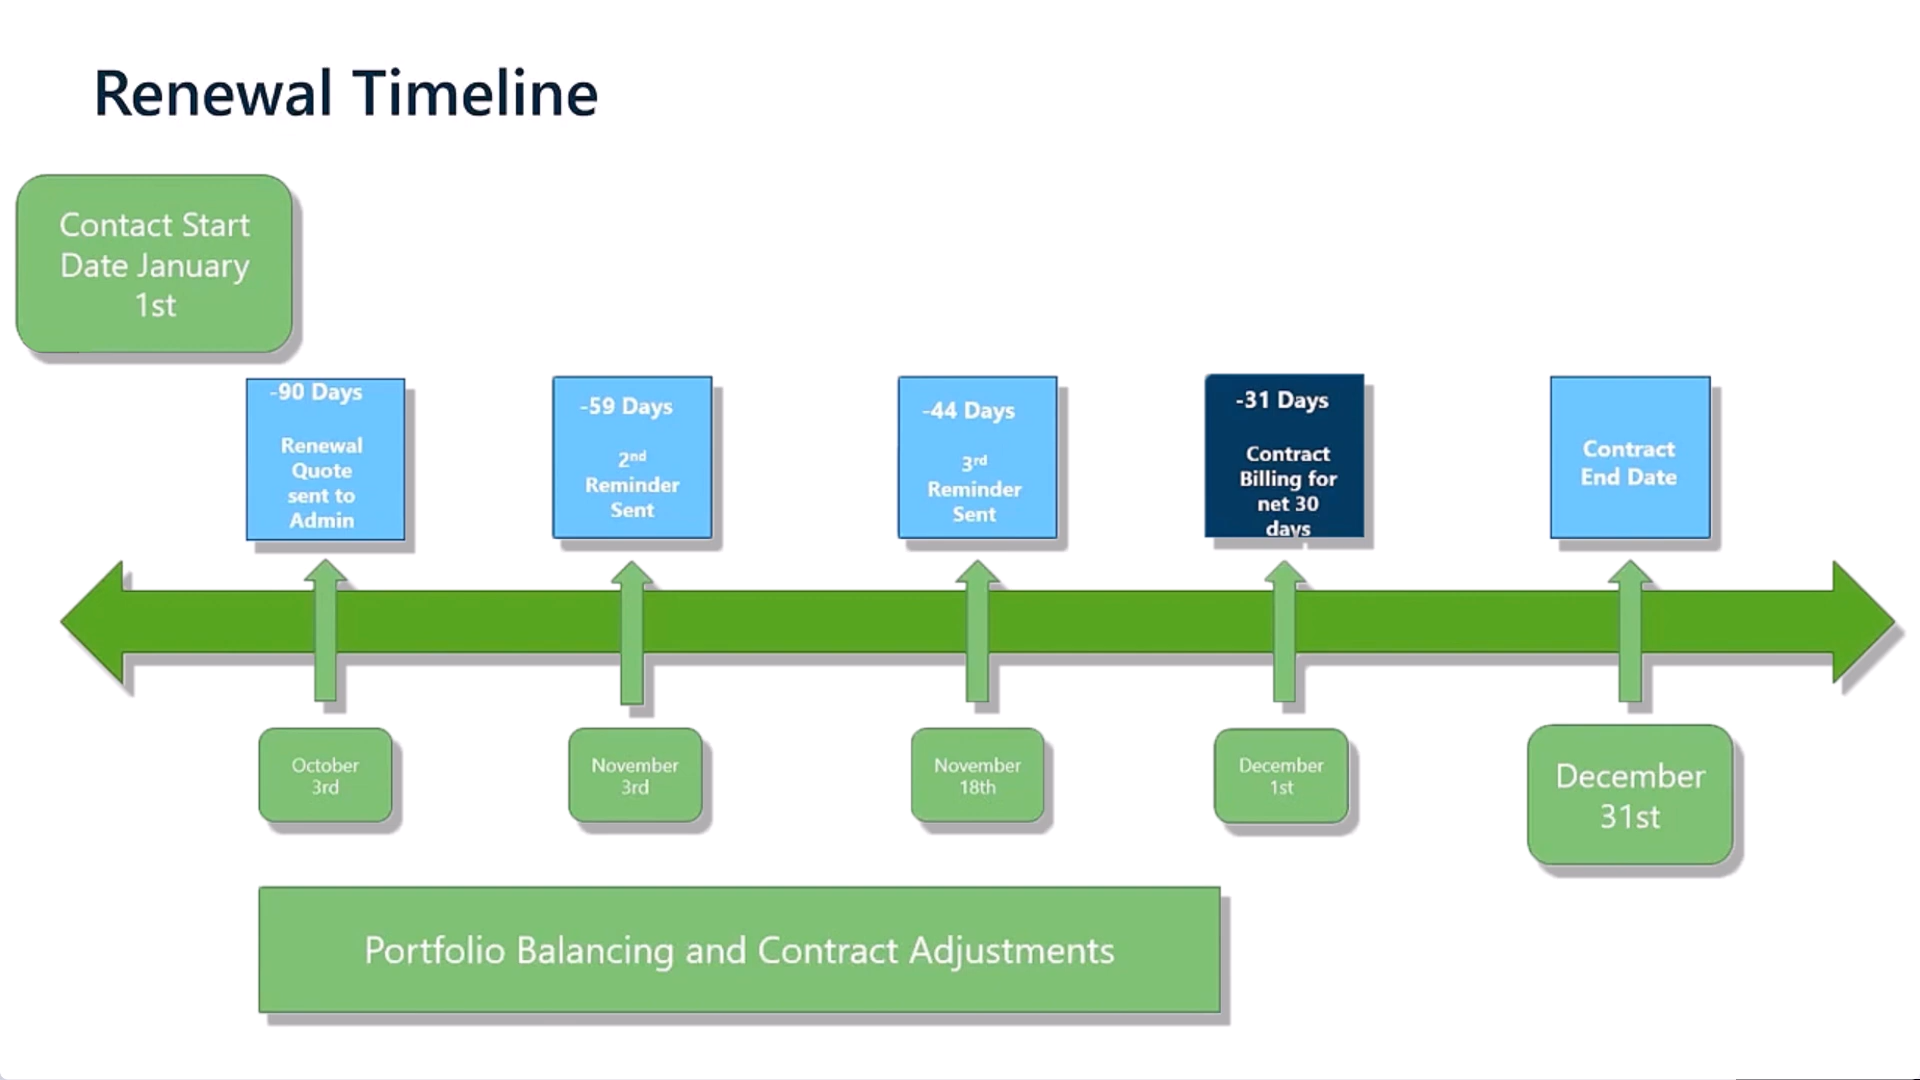 Renewal Timeline
Contact Start
Date January
1st
-90 Days
Renewal
Quote
sent to
Admin
-59 Days
2nd
Reminder
Sent
-44 Days
3rd
Reminder
Sent
-31 Days
Contract
Billing for
net 30
days
Contract
End Date
October
3rd
November
3rd
November
18th
December
1st
December
31st
Portfolio Balancing and Contract Adjustments